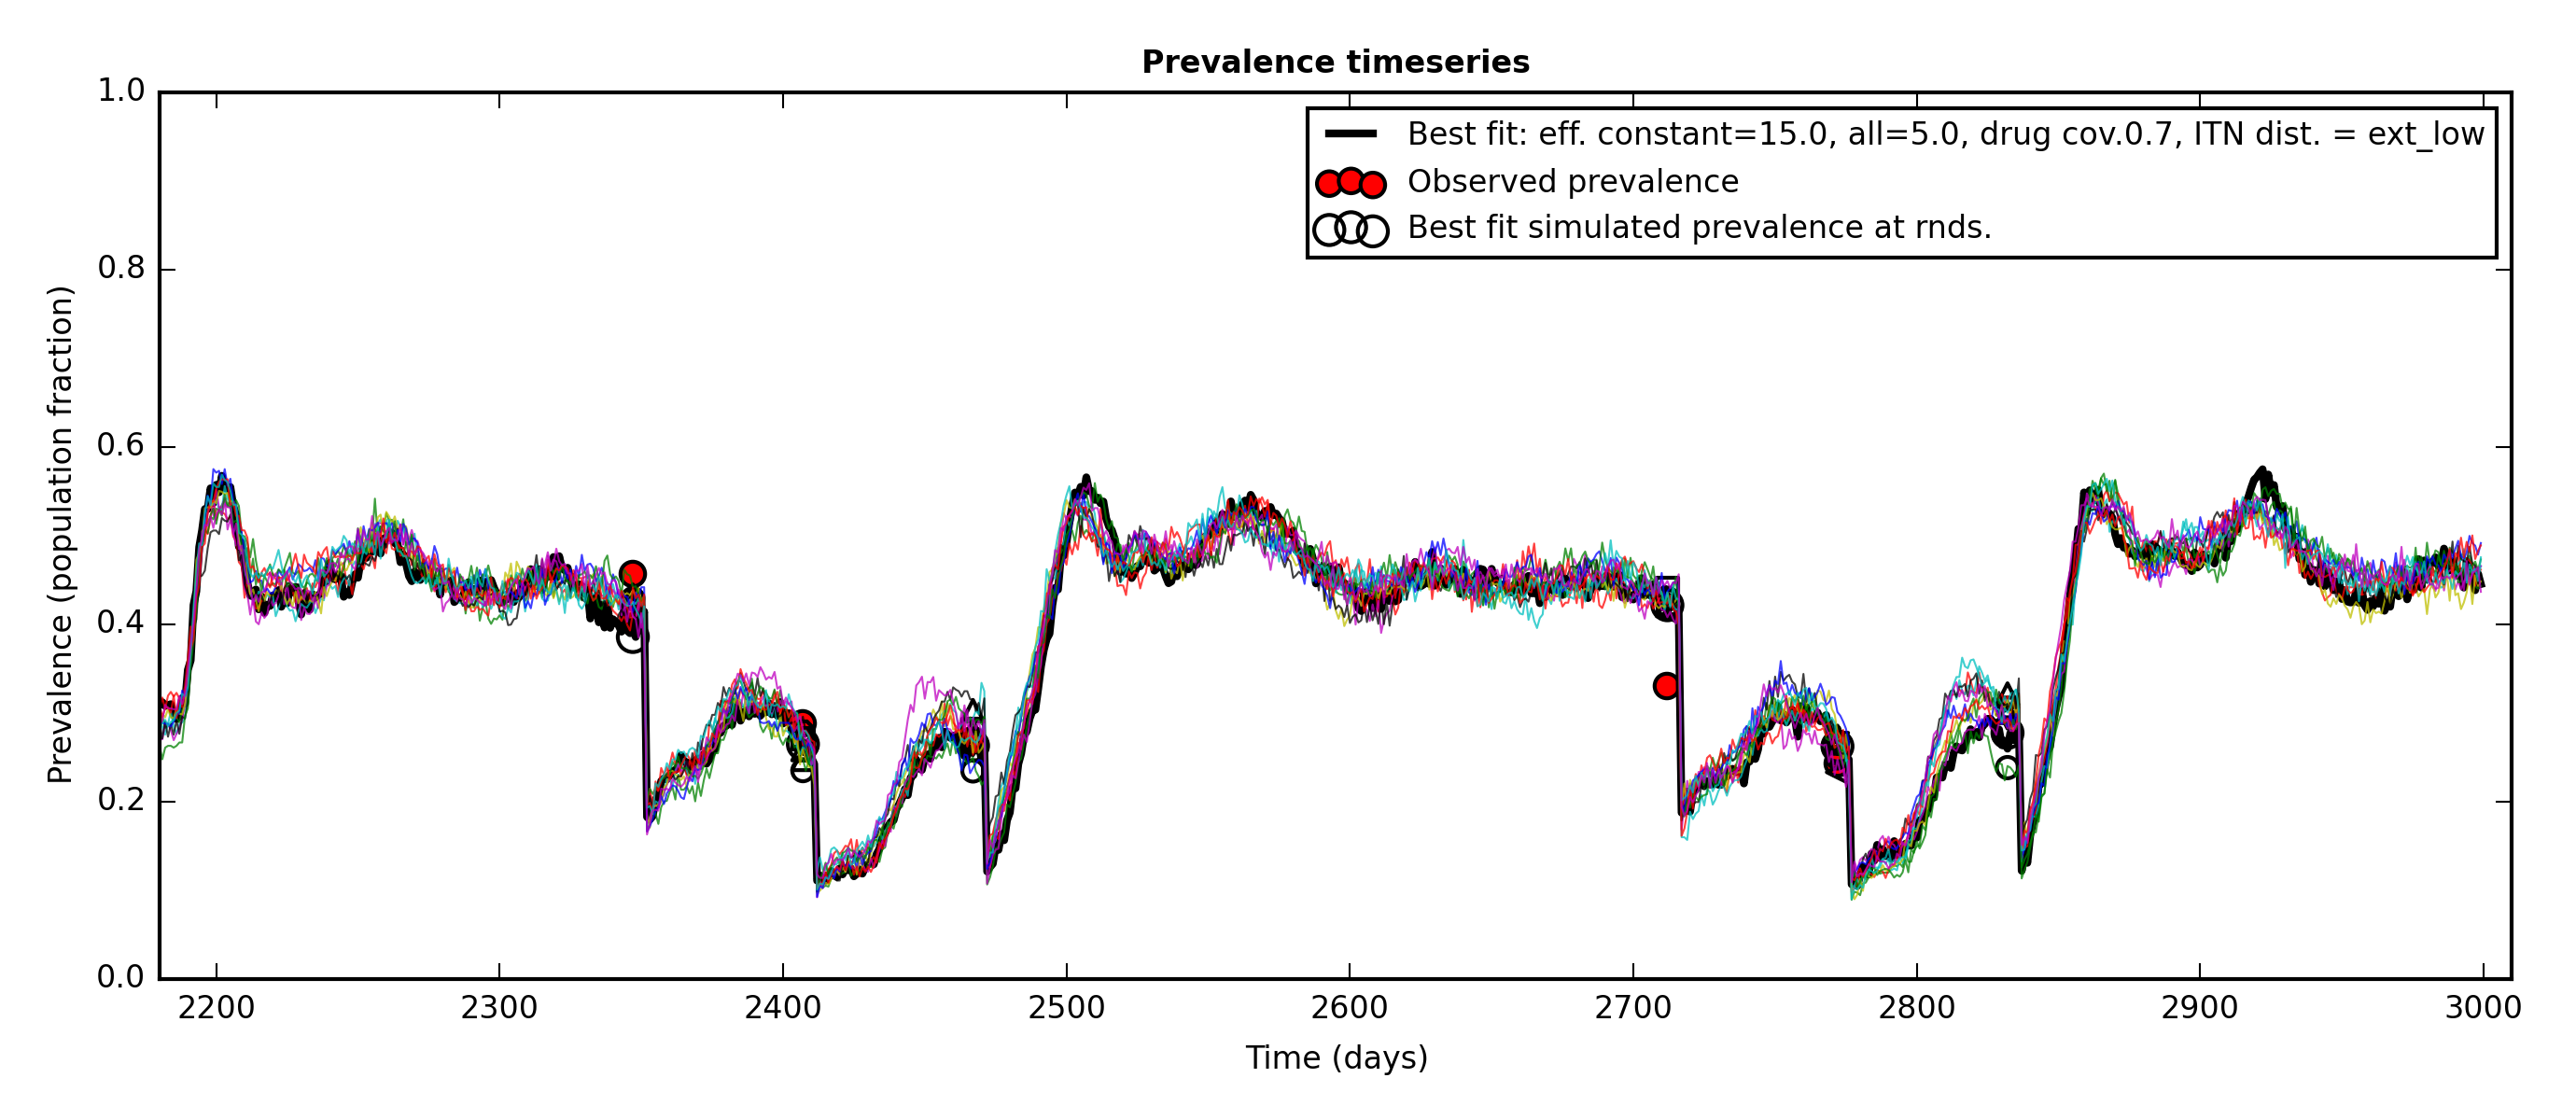 Prevalence timeseries
1.0
0.8
0.6
0.4
0.2
0.0
Prevalence (population fraction)
Best fit: eff. constant=15.0, all=5.0, drug cov.0.7, ITN dist. = ext_low
Observed prevalence
Best fit simulated prevalence at rnds.
2200 2300 2400 2500 2600 2700 2800 2900 3000
Time (days)